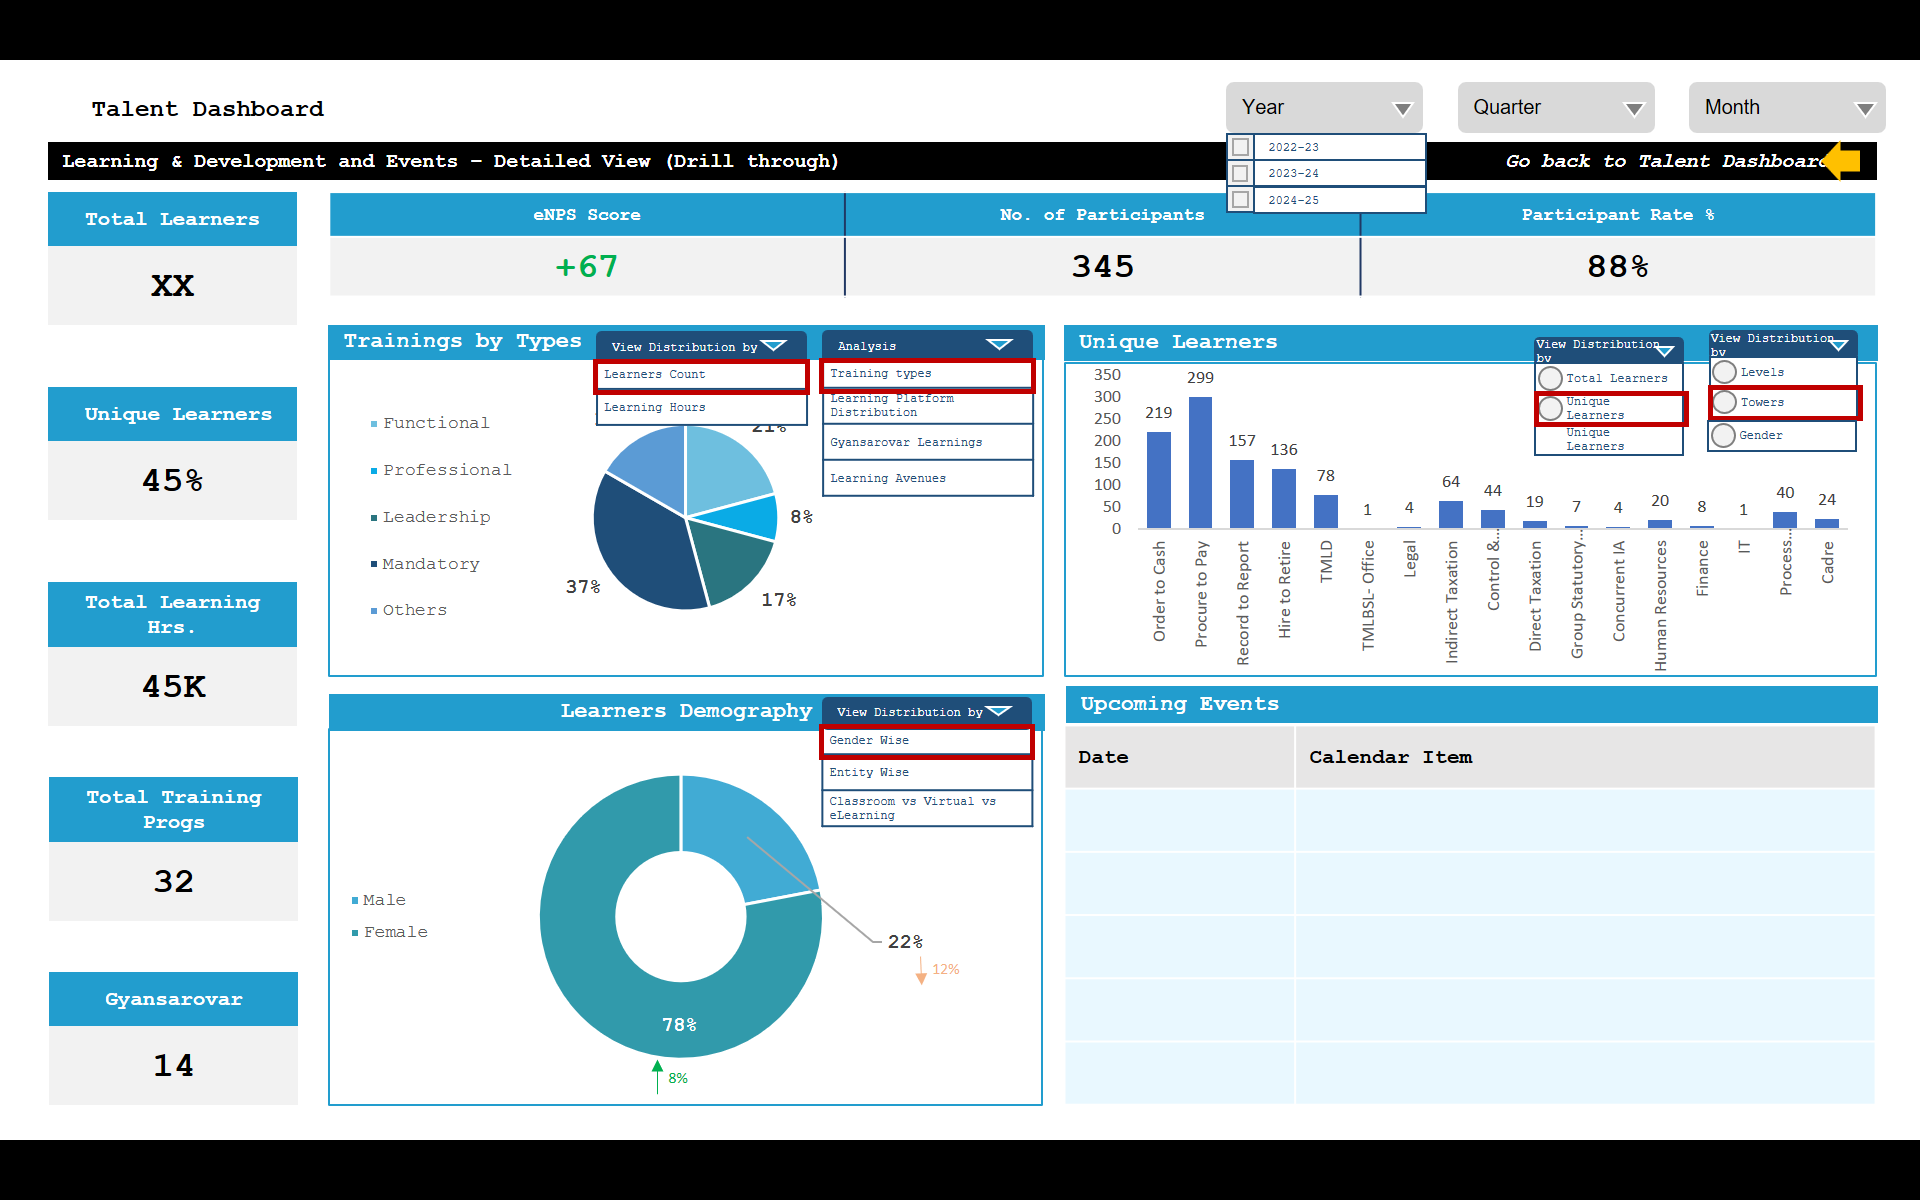 Talent Dashboard
Year
Quarter
Month
2022-23
2023-24
2024-25
Learning & Development and Events – Detailed View (Drill through)
Go back to Talent Dashboard
Total Learners
XX
Unique Learners
45%
Total Learning
Hrs.
45K
Total Training
Progs
32
Gyansarovar
14
eNPS Score
+67
No. of Participants
345
Participant Rate %
88%
Trainings by Types
View Distribution by
Learners Count
Learning Hours
Analysis
Training types
Learning Platform
Distribution
Gyansarovar Learnings
Learning Avenues
Functional
Professional
Leadership
Mandatory
Others
21%
8%
17%
37%
Unique Learners
View Distribution
by
Total Learners
Unique
Learners
Unique
Learners
View Distribution
by
Levels
Towers
Gender
350
300
250
200
150
100
50
0
219
299
157
136
78
1
4
64
44
19
7
4
20
8
1
40
24
Order to Cash
Procure to Pay
Record to Report
Hire to Retire
TMLD
TMLBSL- Office
Legal
Indirect Taxation
Control &...
Direct Taxation
Group Statutory...
Concurrent IA
Human Resources
Finance
IT
Process...
Cadre
Learners Demography
View Distribution by
Gender Wise
Entity Wise
Classroom vs Virtual vs
eLearning
Male
Female
22%
12%
78%
8%
Upcoming Events
Date
Calendar Item